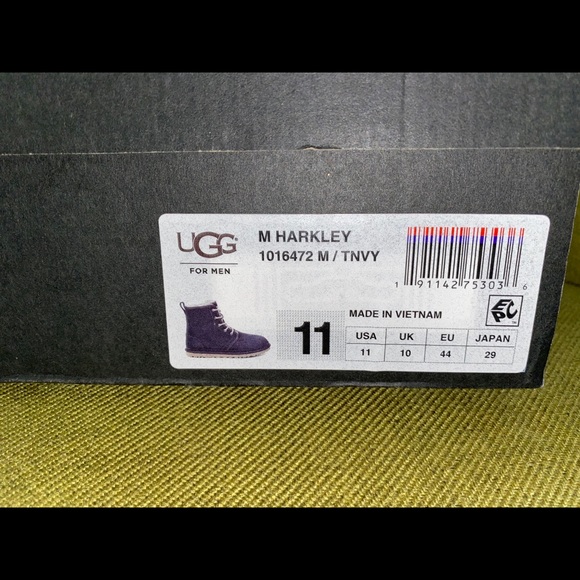 UGG
FOR MEN
M HARKLEY
1016472 M / TNVY
1 91142 75303 6
EPC
MADE IN VIETNAM
11
USA UK EU JAPAN
11 10 44 29